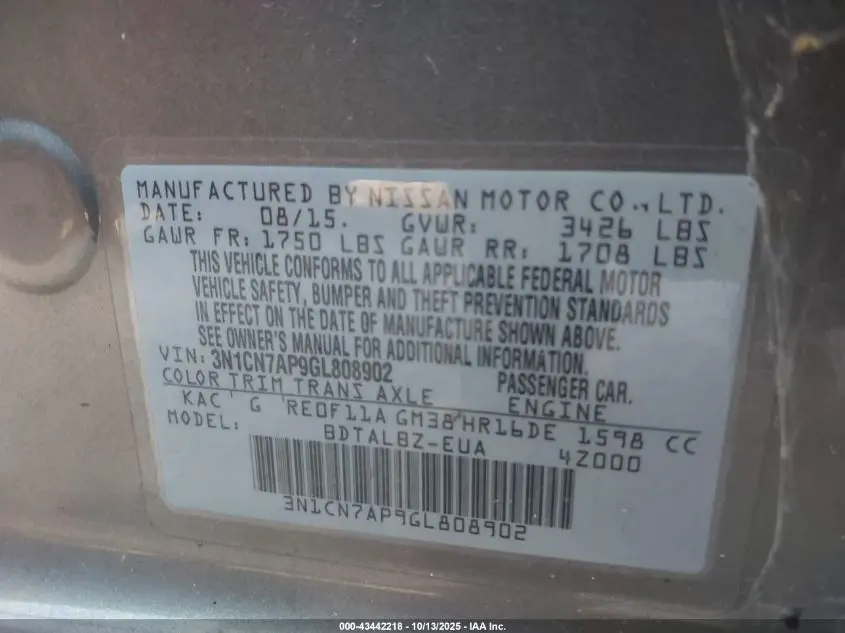 MANUFACTURED BY NISSAN MOTOR CO., LTD.
DATE: 08/15. GVWR: 3426 LBS
GAWR FR: 1750 LBS GAWR RR: 1708 LBS
THIS VEHICLE CONFORMS TO ALL APPLICABLE FEDERAL MOTOR
VEHICLE SAFETY, BUMPER AND THEFT PREVENTION STANDARDS
IN EFFECT ON THE DATE OF MANUFACTURE SHOWN ABOVE.
SEE OWNER'S MANUAL FOR ADDITIONAL INFORMATION.
VIN: 3N1CN7AP9GL808902 PASSENGER CAR.
COLOR TRIM TRANS AXLE ENGINE
KAC ' G 'RE0F11A GM38'HR16DE 1598 CC
MODEL: BDTALBZ-EUA 4Z000
3N1CN7AP9GL808902
000-43442218 - 10/13/2025 - IAA Inc.